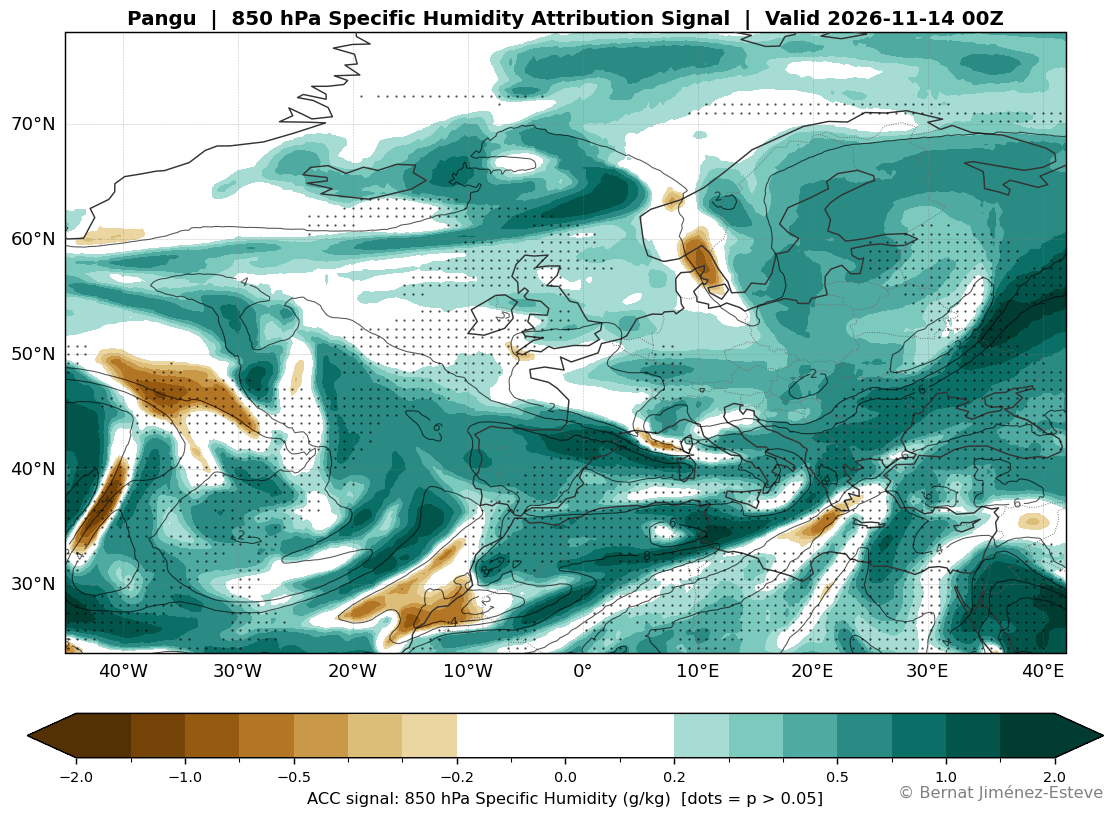 Pangu | 850 hPa Specific Humidity Attribution Signal | Valid 2026-11-14 00Z
70°N
60°N
50°N
40°N
30°N
40°W 30°W 20°W 10°W 0° 10°E 20°E 30°E 40°E
−2.0 −1.0 −0.5 −0.2 0.0 0.2 0.5 1.0 2.0
ACC signal: 850 hPa Specific Humidity (g/kg) [dots = p > 0.05]
© Bernat Jiménez-Esteve